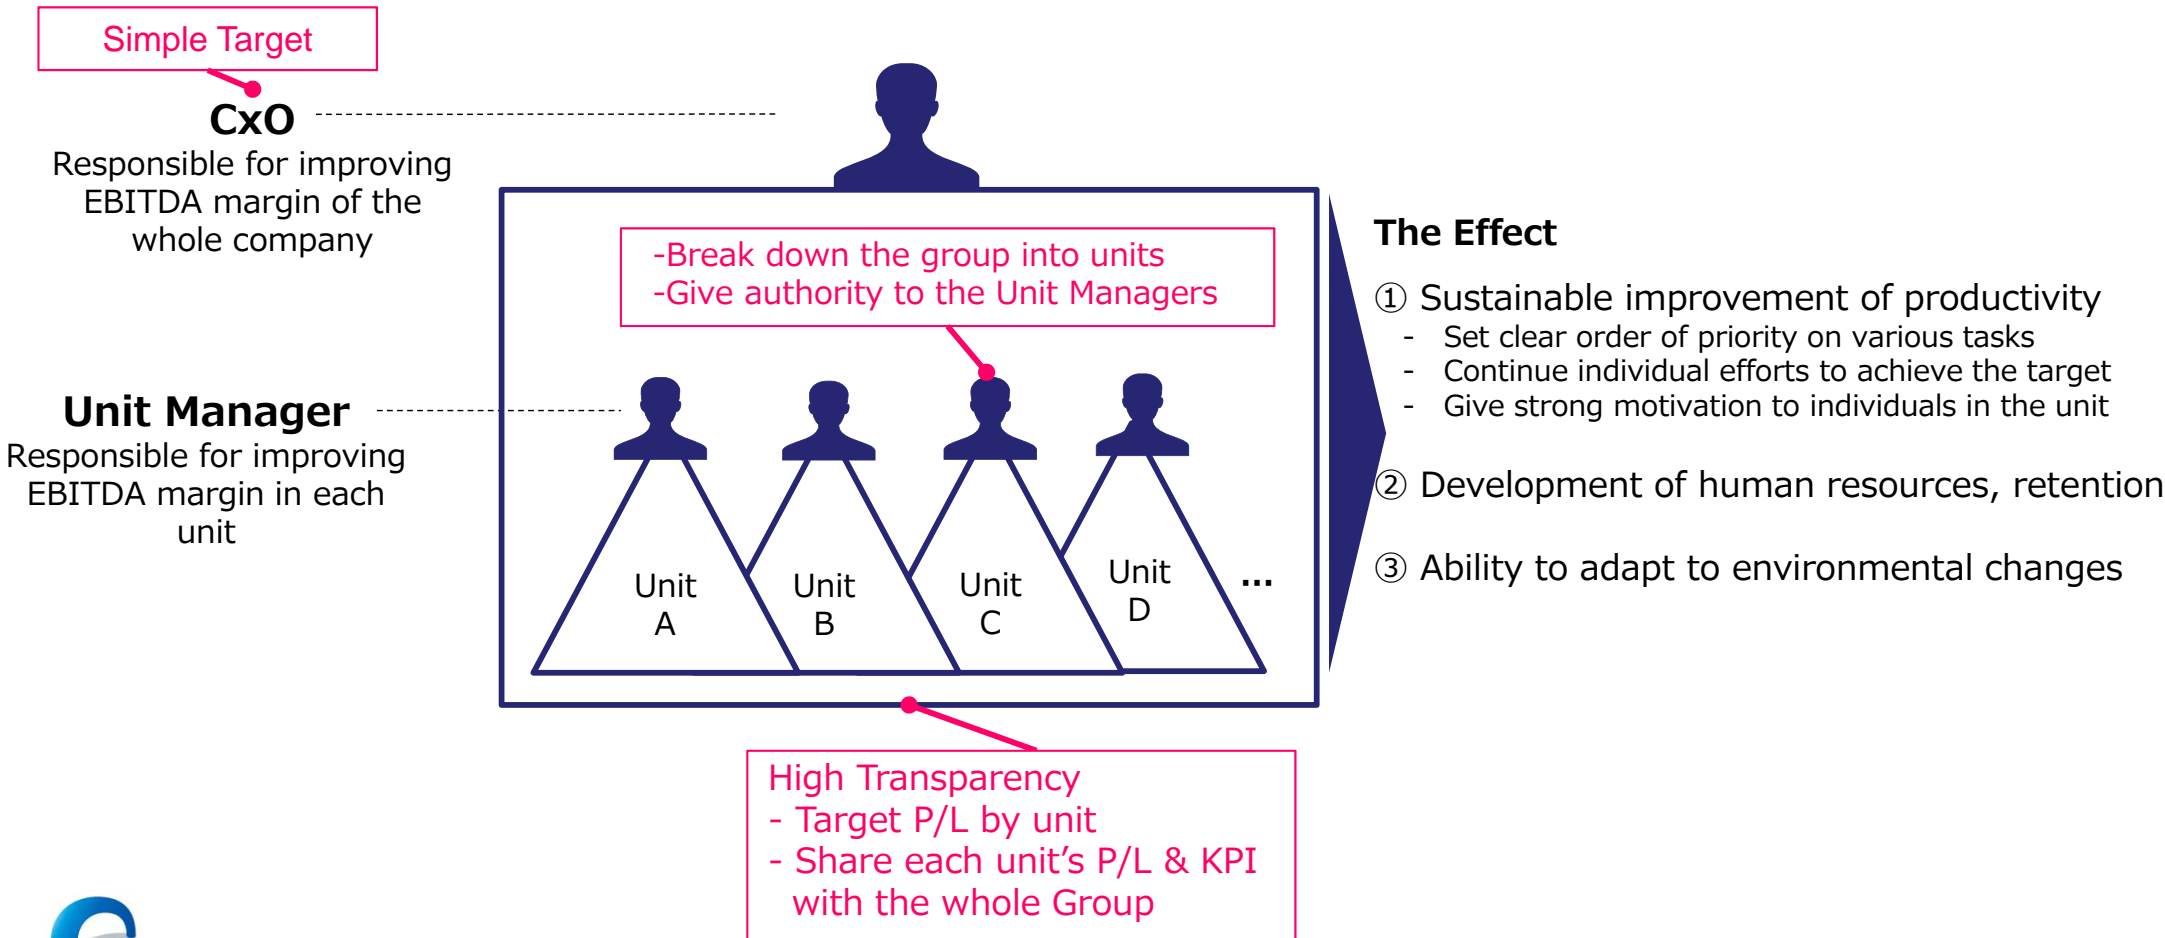 Simple Target
CxO
Responsible for improving
EBITDA margin of the
whole company
-Break down the group into units
-Give authority to the Unit Managers
Unit Manager
Responsible for improving
EBITDA margin in each
unit
Unit
A
Unit
B
Unit
C
Unit
D
...
High Transparency
- Target P/L by unit
- Share each unit’s P/L & KPI
with the whole Group
The Effect
① Sustainable improvement of productivity
- Set clear order of priority on various tasks
- Continue individual efforts to achieve the target
- Give strong motivation to individuals in the unit
② Development of human resources, retention
③ Ability to adapt to environmental changes